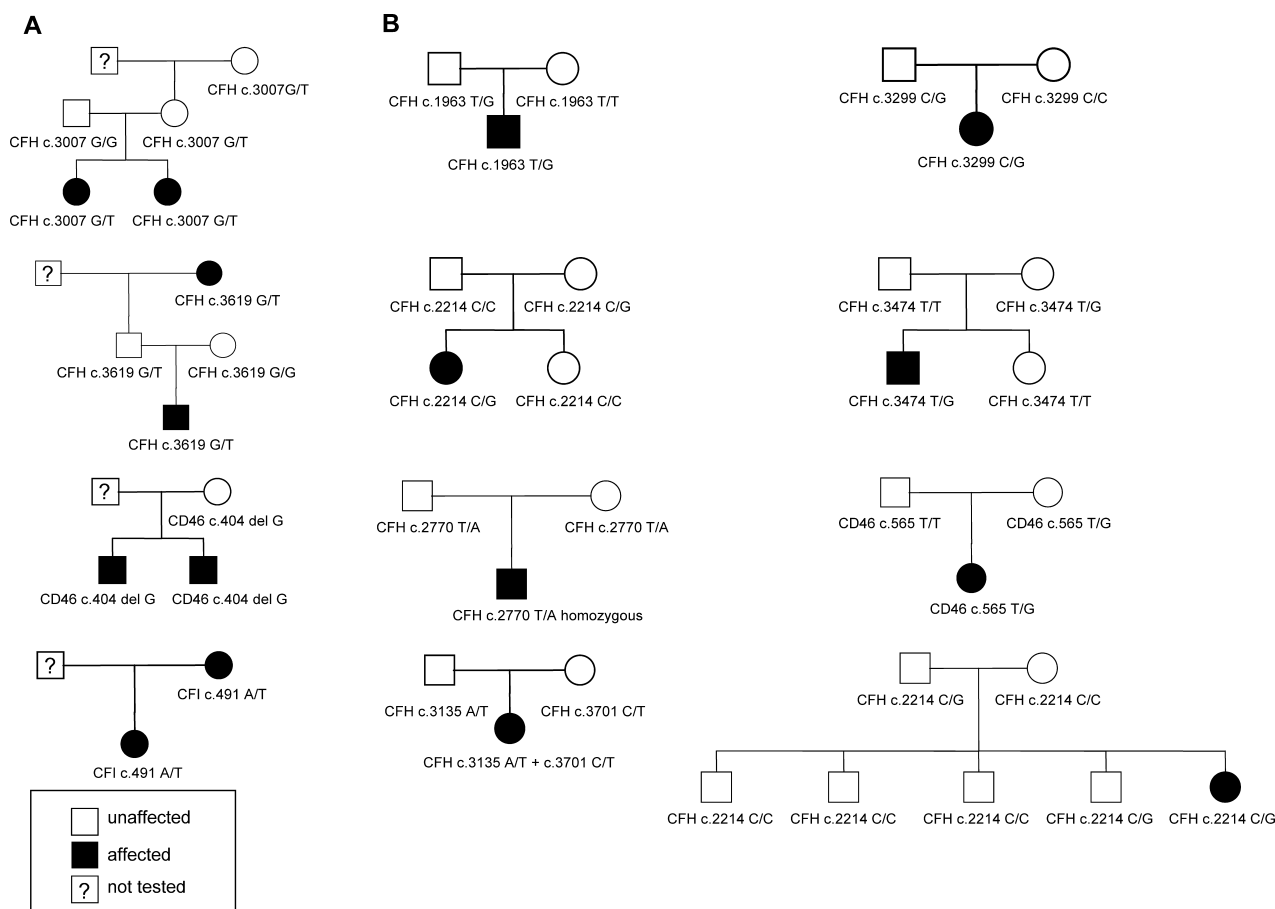 A
?
CFH c.3007G/T
CFH c.3007 G/G
CFH c.3007 G/T
CFH c.3007 G/T
CFH c.3007 G/T
?
CFH c.3619 G/T
CFH c.3619 G/T
CFH c.3619 G/G
CFH c.3619 G/T
?
CD46 c.404 del G
CD46 c.404 del G
CD46 c.404 del G
?
CFI c.491 A/T
CFI c.491 A/T
unaffected
affected
? not tested
B
CFH c.1963 T/G
CFH c.1963 T/T
CFH c.1963 T/G
CFH c.3299 C/G
CFH c.3299 C/C
CFH c.3299 C/G
CFH c.2214 C/C
CFH c.2214 C/G
CFH c.2214 C/G
CFH c.2214 C/C
CFH c.3474 T/T
CFH c.3474 T/G
CFH c.3474 T/G
CFH c.3474 T/T
CFH c.2770 T/A
CFH c.2770 T/A
CFH c.2770 T/A homozygous
CD46 c.565 T/T
CD46 c.565 T/G
CD46 c.565 T/G
CFH c.3135 A/T
CFH c.3701 C/T
CFH c.3135 A/T + c.3701 C/T
CFH c.2214 C/G
CFH c.2214 C/C
CFH c.2214 C/C
CFH c.2214 C/C
CFH c.2214 C/C
CFH c.2214 C/G
CFH c.2214 C/G